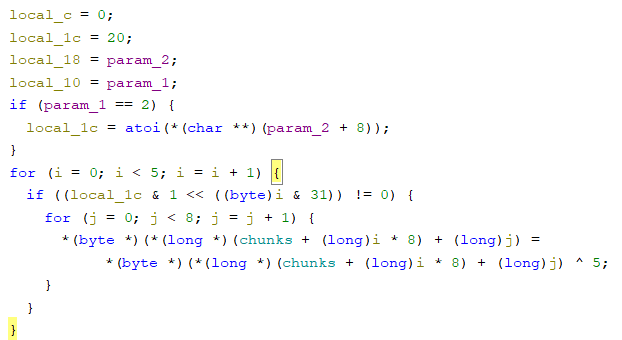 local_c = 0;
local_1c = 20;
local_18 = param_2;
local_10 = param_1;
if (param_1 == 2) {
  local_1c = atoi(*(char **)(param_2 + 8));
}
for (i = 0; i < 5; i = i + 1) {
  if ((local_1c & 1 << ((byte)i & 31)) != 0) {
    for (j = 0; j < 8; j = j + 1) {
      *(byte *)(*(long *)(chunks + (long)i * 8) + (long)j) =
           *(byte *)(*(long *)(chunks + (long)i * 8) + (long)j) ^ 5;
    }
  }
}